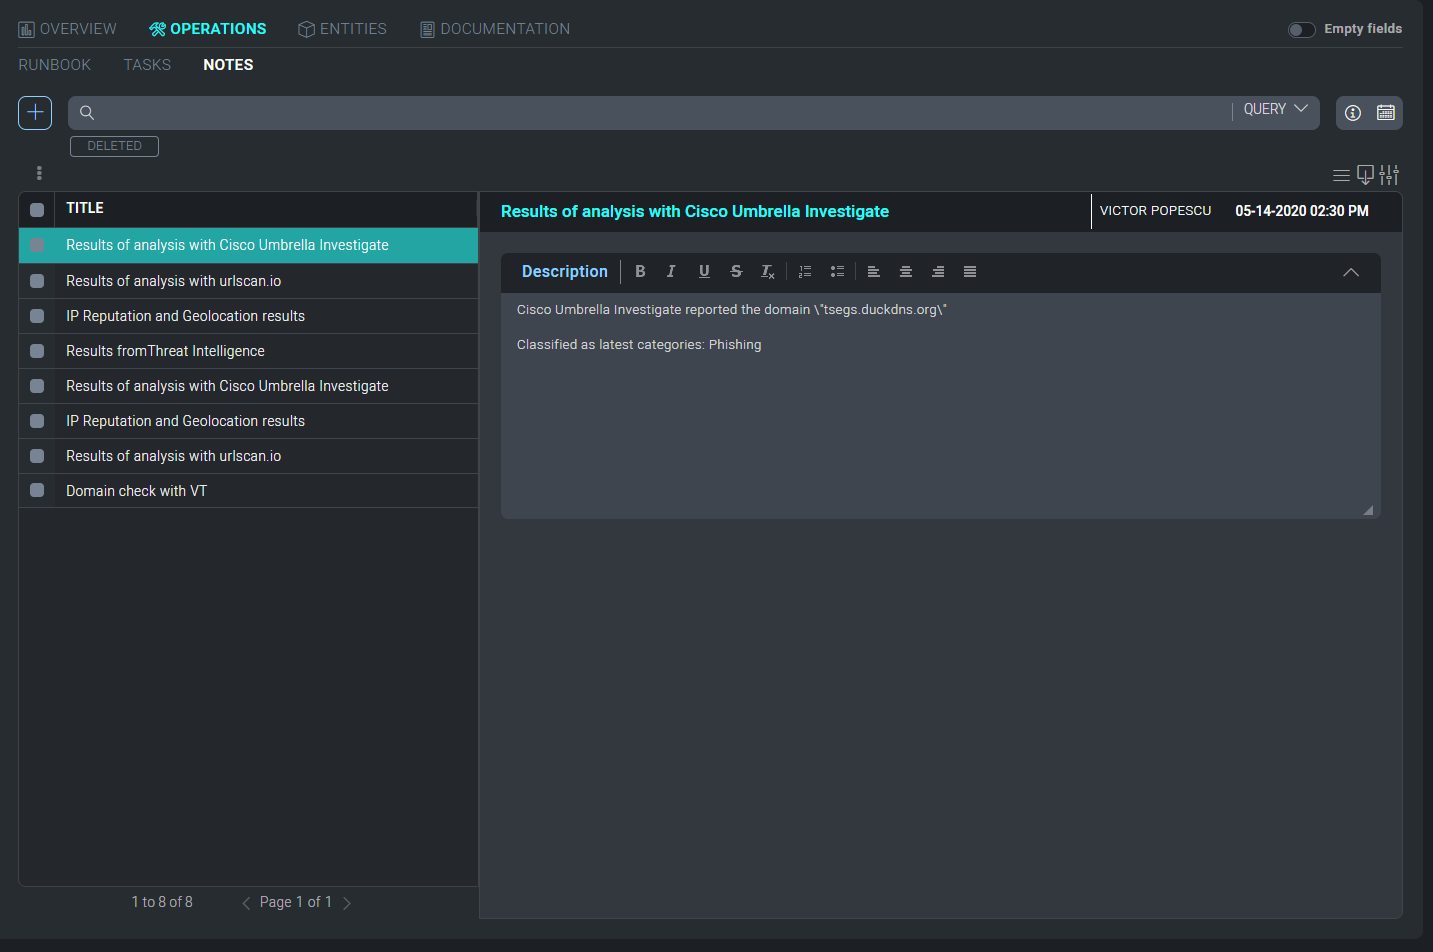 OVERVIEW OPERATIONS ENTITIES DOCUMENTATION Empty fields
RUNBOOK TASKS NOTES
QUERY
DELETED
TITLE
Results of analysis with Cisco Umbrella Investigate
Results of analysis with urlscan.io
IP Reputation and Geolocation results
Results fromThreat Intelligence
Results of analysis with Cisco Umbrella Investigate
IP Reputation and Geolocation results
Results of analysis with urlscan.io
Domain check with VT
1 to 8 of 8 Page 1 of 1
Results of analysis with Cisco Umbrella Investigate VICTOR POPESCU 05-14-2020 02:30 PM
Description B I U S Tx
Cisco Umbrella Investigate reported the domain \"tsegs.duckdns.org\"
Classified as latest categories: Phishing